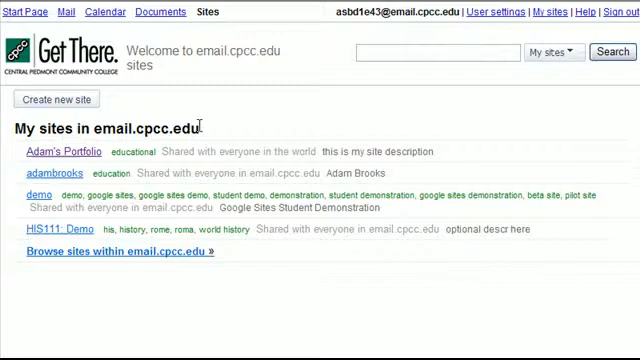 Start Page Mail Calendar Documents Sites asbd1e43@email.cpcc.edu | User settings | My sites | Help | Sign out
cpcc Get There. Welcome to email.cpcc.edu sites My sites Search
CENTRAL PIEDMONT COMMUNITY COLLEGE
Create new site
My sites in email.cpcc.edu
Adam's Portfolio educational Shared with everyone in the world this is my site description
adambrooks education Shared with everyone in email.cpcc.edu Adam Brooks
demo demo, google sites, google sites demo, student demo, demonstration, student demonstration, google sites demonstration, beta site, pilot site
Shared with everyone in email.cpcc.edu Google Sites Student Demonstration
HIS111: Demo his, history, rome, roma, world history Shared with everyone in email.cpcc.edu optional descr here
Browse sites within email.cpcc.edu »